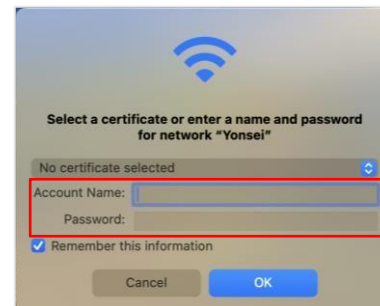 Select a certificate or enter a name and password
for network “Yonsei”
No certificate selected
Account Name:
Password:
Remember this information
Cancel
OK